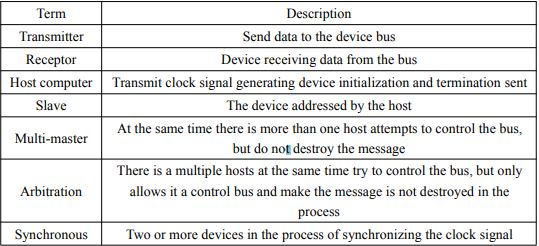 Term Description
Transmitter Send data to the device bus
Receptor Device receiving data from the bus
Host computer Transmit clock signal generating device initialization and termination sent
Slave The device addressed by the host
Multi-master At the same time there is more than one host attempts to control the bus,
but do not destroy the message
Arbitration There is a multiple hosts at the same time try to control the bus, but only
allows it a control bus and make the message is not destroyed in the
process
Synchronous Two or more devices in the process of synchronizing the clock signal